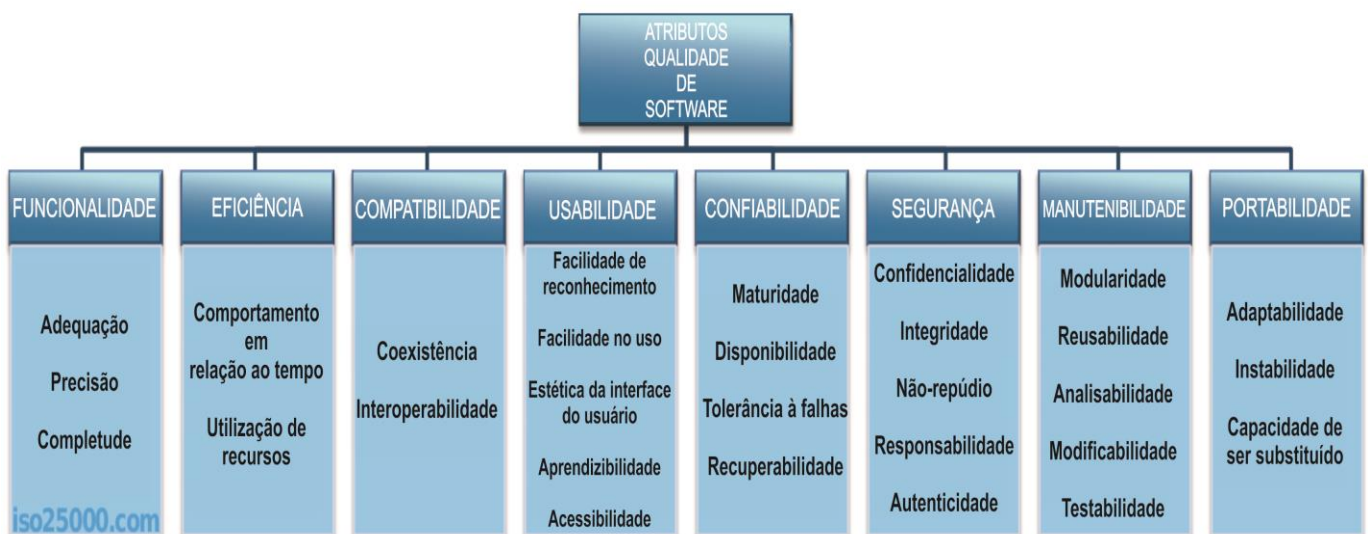 ATRIBUTOS
QUALIDADE
DE
SOFTWARE
FUNCIONALIDADE
Adequação
Precisão
Completude
iso25000.com
EFICIÊNCIA
Comportamento
em
relação ao tempo
Utilização de
recursos
COMPATIBILIDADE
Coexistência
Interoperabilidade
USABILIDADE
Facilidade de
reconhecimento
Facilidade no uso
Estética da interface
do usuário
Aprendizibilidade
Acessibilidade
CONFIABILIDADE
Maturidade
Disponibilidade
Tolerância à falhas
Recuperabilidade
SEGURANÇA
Confidencialidade
Integridade
Não-repúdio
Responsabilidade
Autenticidade
MANUTENIBILIDADE
Modularidade
Reusabilidade
Analisabilidade
Modificabilidade
Testabilidade
PORTABILIDADE
Adaptabilidade
Instabilidade
Capacidade de
ser substituído